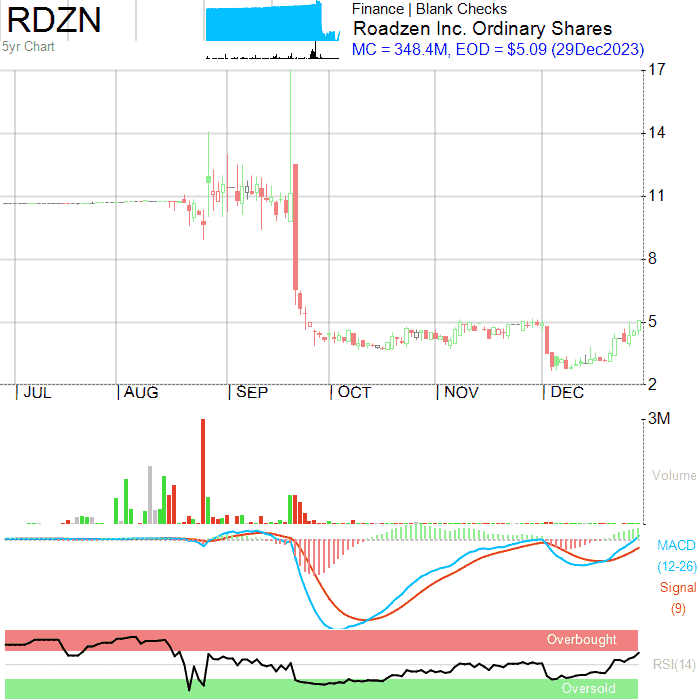 RDZN
5yr Chart
Finance | Blank Checks
Roadzen Inc. Ordinary Shares
MC = 348.4M, EOD = $5.09 (29Dec2023)
17
14
11
8
5
2
JUL AUG SEP OCT NOV DEC
3M
Volume
MACD
(12-26)
Signal
(9)
Overbought
RSI(14)
Oversold